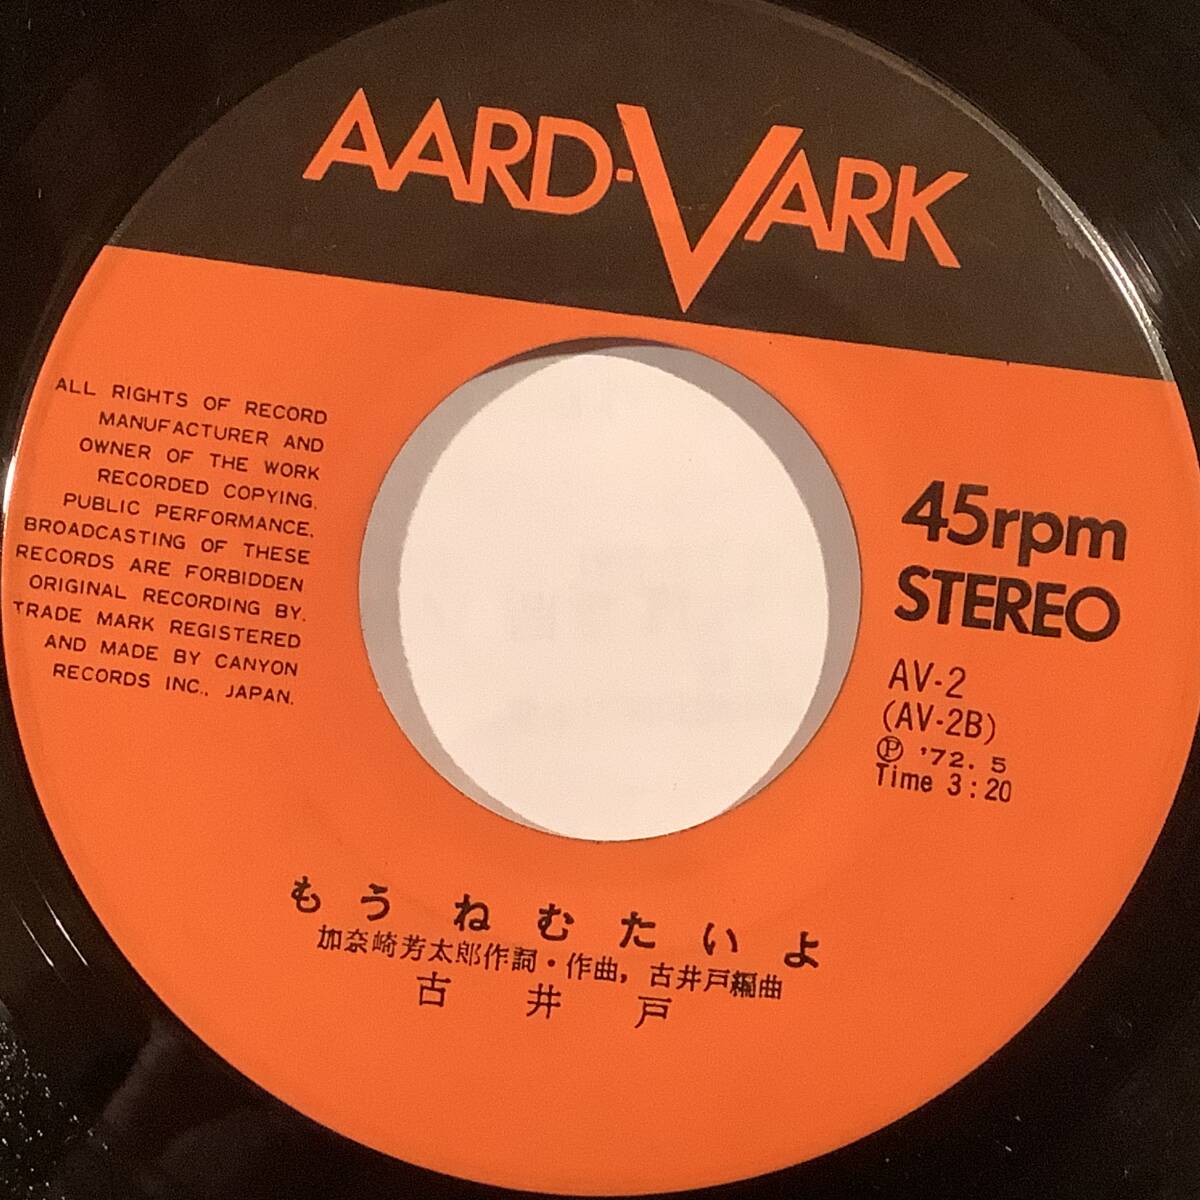 AARD-VARK
ALL RIGHTS OF RECORD
MANUFACTURER AND
OWNER OF THE WORK
RECORDED COPYING,
PUBLIC PERFORMANCE,
BROADCASTING OF THESE
RECORDS ARE FORBIDDEN
ORIGINAL RECORDING BY.
TRADE MARK REGISTERED
AND MADE BY CANYON
RECORDS INC., JAPAN.
45rpm
STEREO
AV-2
(AV-2B)
Ⓟ '72. 5
Time 3:20
もうねむたいよ
加奈崎芳太郎作詞・作曲, 古井戸編曲
古井戸